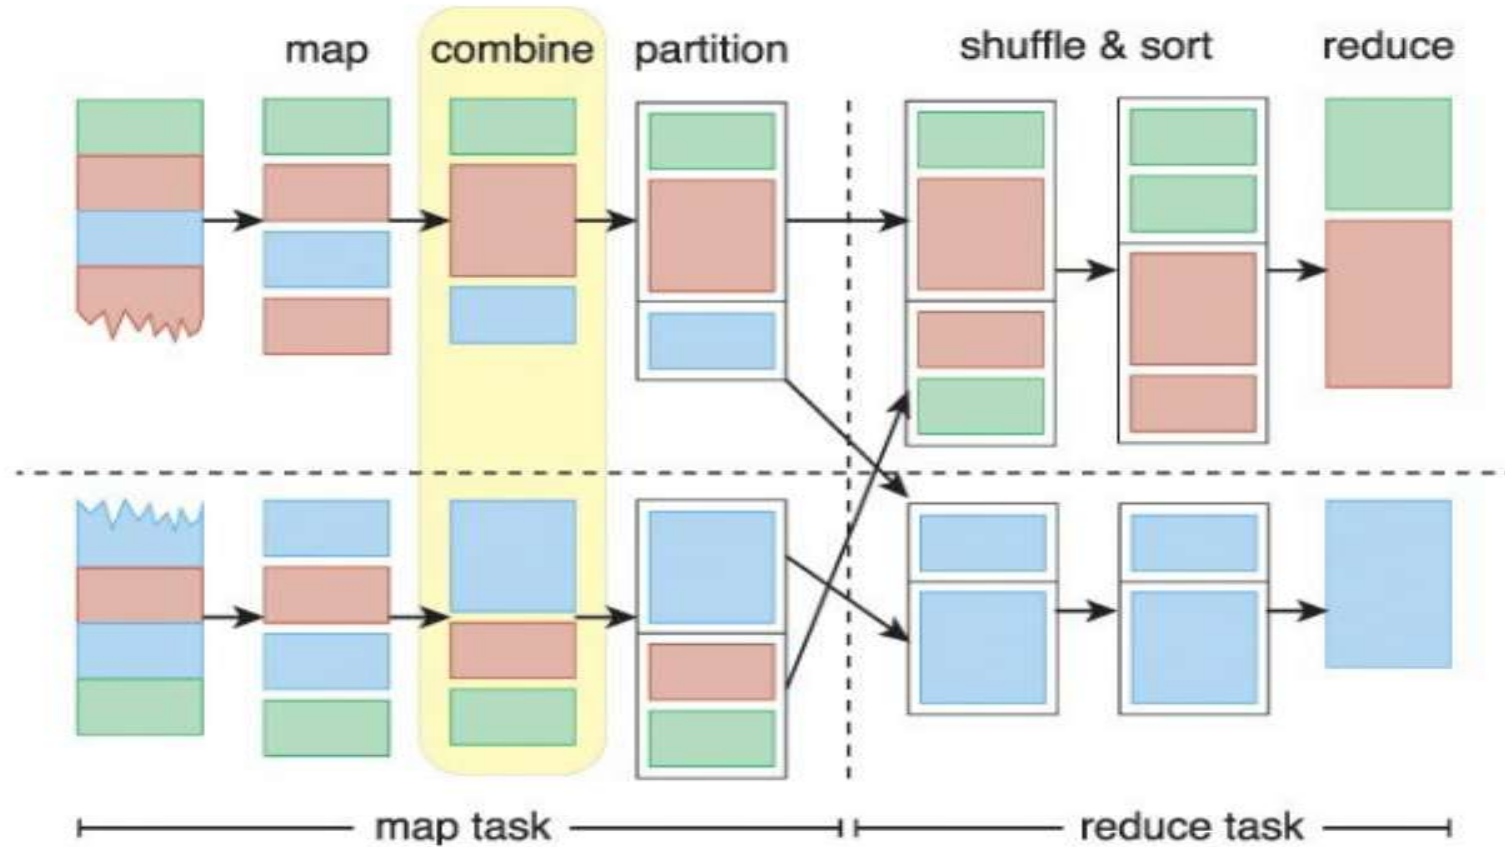 map
combine
partition
shuffle & sort
reduce
map task
reduce task